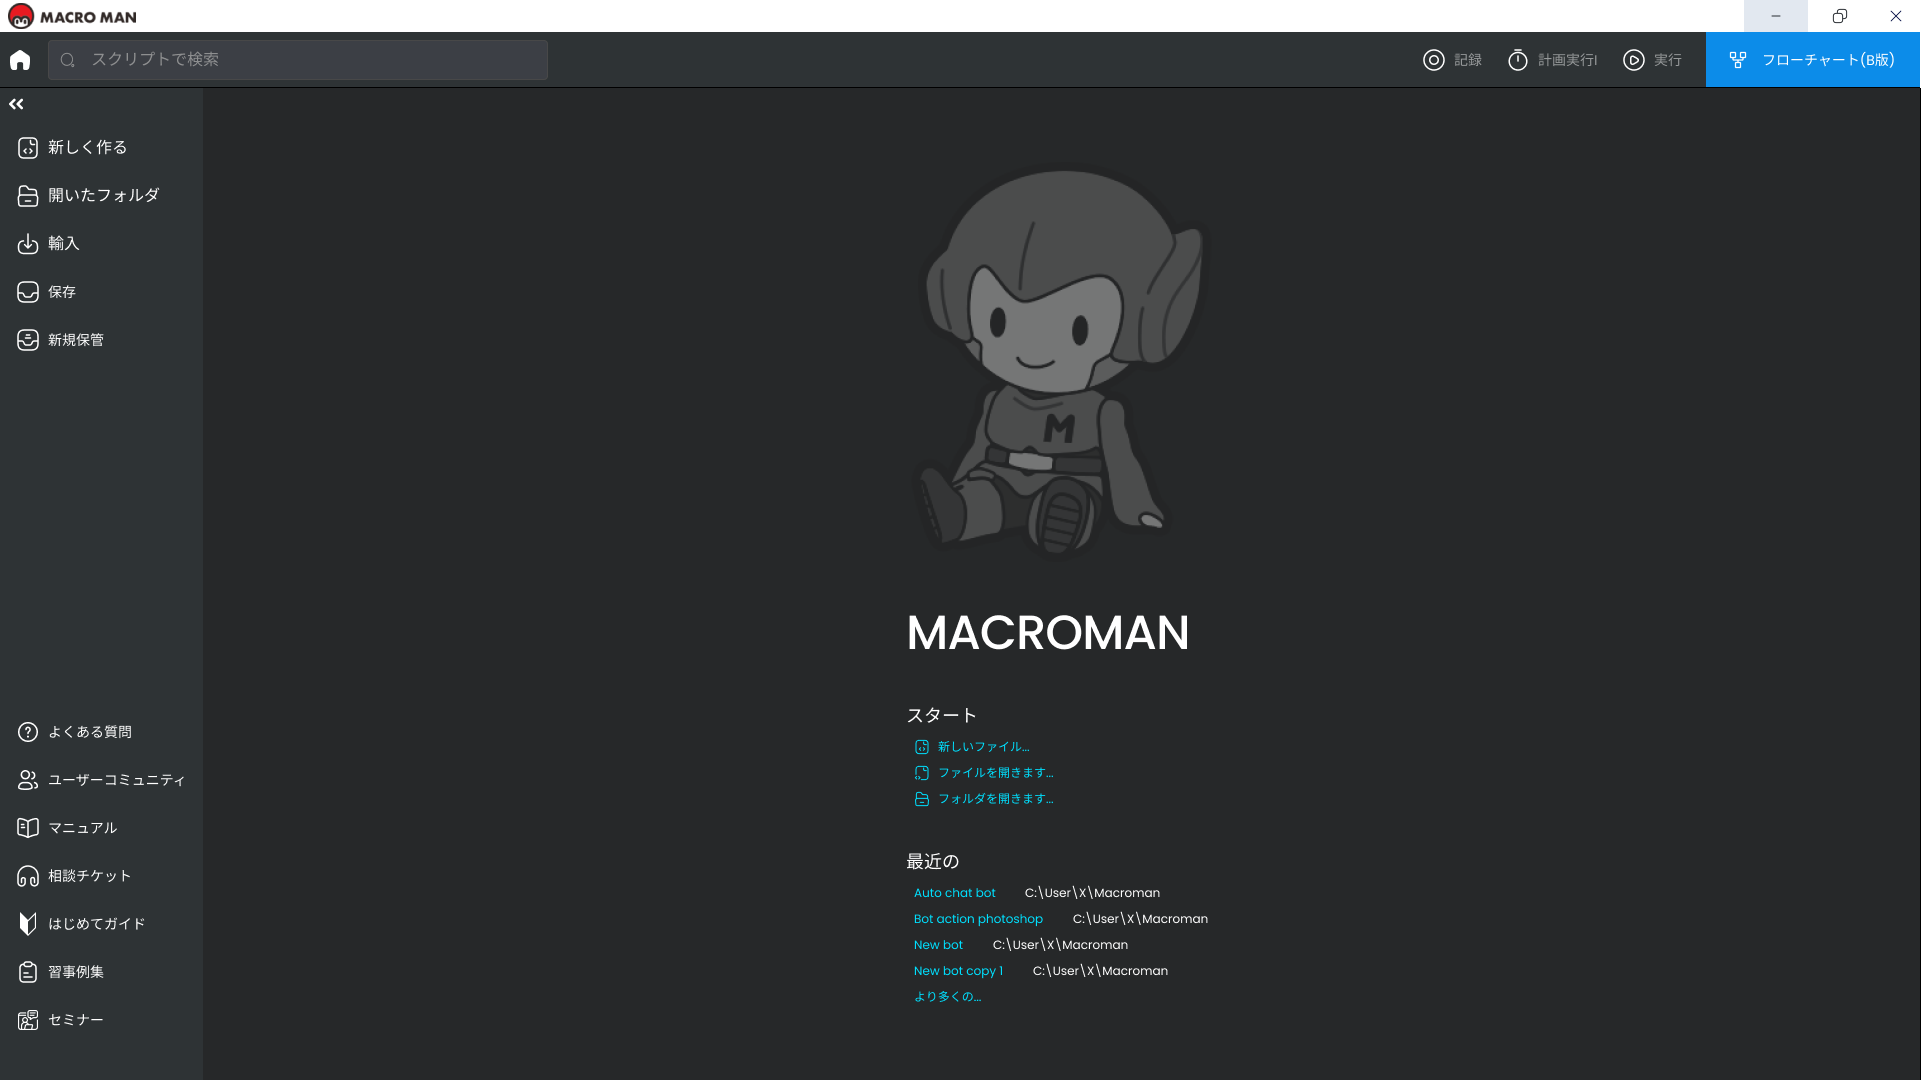 MACRO MAN
スクリプトで検索
記録
計画実行I
実行
フローチャート(B版)
新しく作る
開いたフォルダ
輸入
保存
新規保管
M
MACROMAN
スタート
新しいファイル...
ファイルを開きます...
フォルダを開きます...
最近の
Auto chat bot C:\User\X\Macroman
Bot action photoshop C:\User\X\Macroman
New bot C:\User\X\Macroman
New bot copy 1 C:\User\X\Macroman
より多くの...
よくある質問
ユーザーコミュニティ
マニュアル
相談チケット
はじめてガイド
習事例集
セミナー